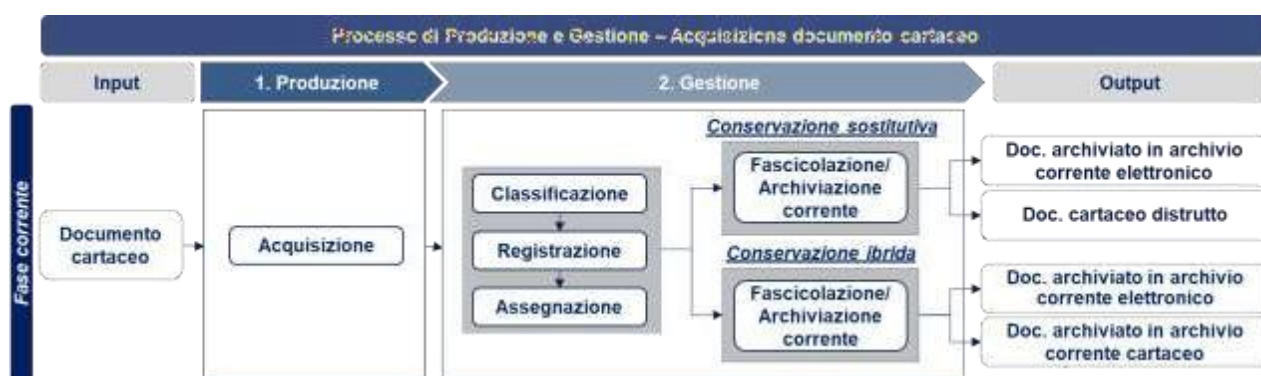 Processo di Produzione e Gestione – Acquisizione documento cartaceo
Input
1. Produzione
2. Gestione
Output
Fase corrente
Documento
cartaceo
Acquisizione
Classificazione
Registrazione
Assegnazione
Conservazione sostitutiva
Fascicolazione/
Archiviazione
corrente
Conservazione ibrida
Fascicolazione/
Archiviazione
corrente
Doc. archiviato in archivio
corrente elettronico
Doc. cartaceo distrutto
Doc. archiviato in archivio
corrente elettronico
Doc. archiviato in archivio
corrente cartaceo